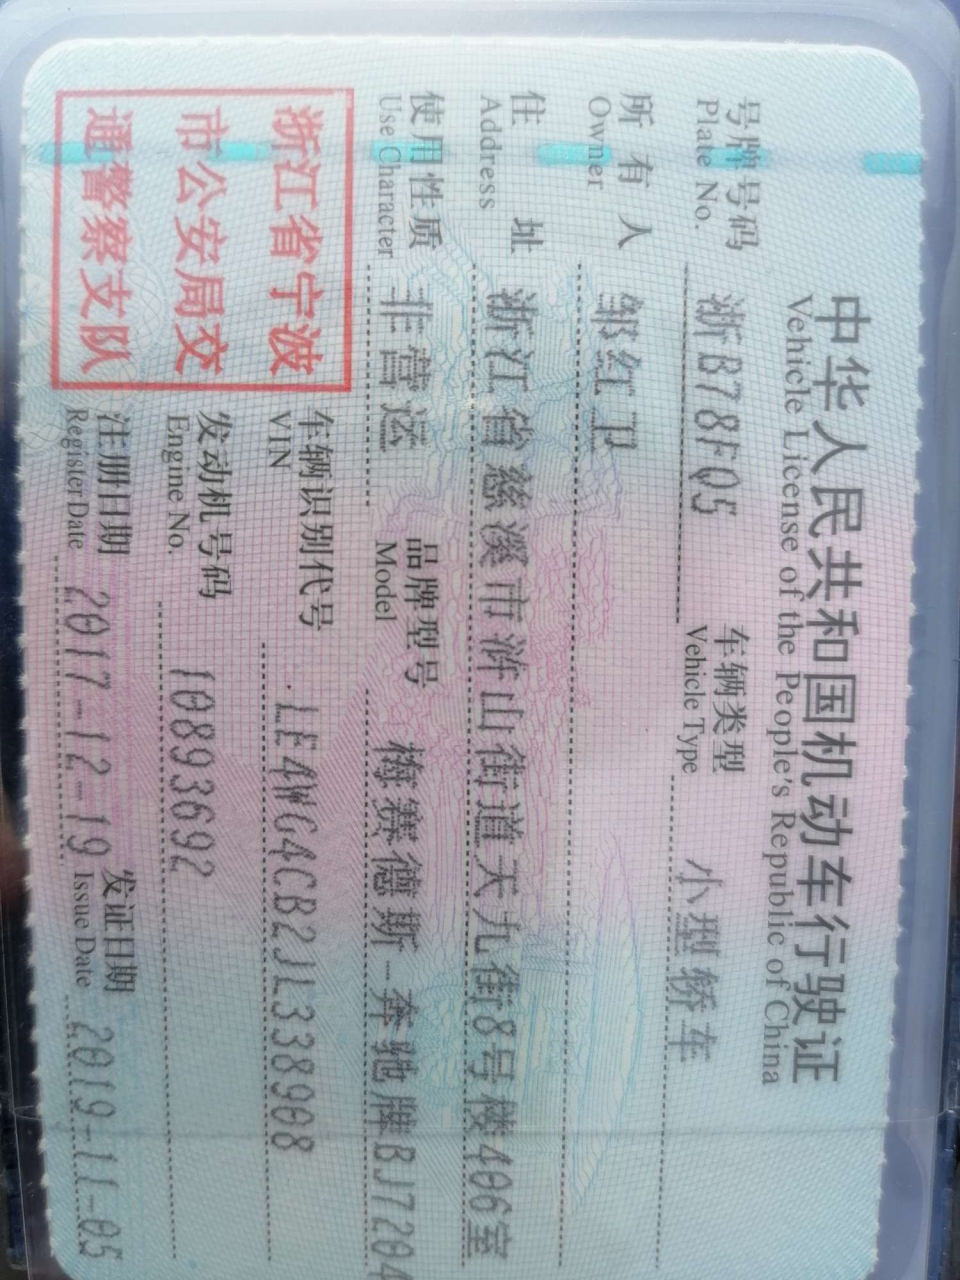 中华人民共和国机动车行驶证
Vehicle License of the People's Republic of China
号牌号码 浙B78FQ5 车辆类型 小型轿车
Plate No. Vehicle Type
所有人 邹红卫
Owner
住址 浙江省慈溪市浒山街道天九街8号楼406室
Address
使用性质 非营运 品牌型号 梅赛德斯-奔驰牌BJ7204
Use Character Model
浙江省宁波
市公安局交
通警察支队
车辆识别代号 LE4WG4CB2JL338908
VIN
发动机号码 10893692
Engine No.
注册日期 2017-12-19 发证日期 2019-11-05
Register Date Issue Date